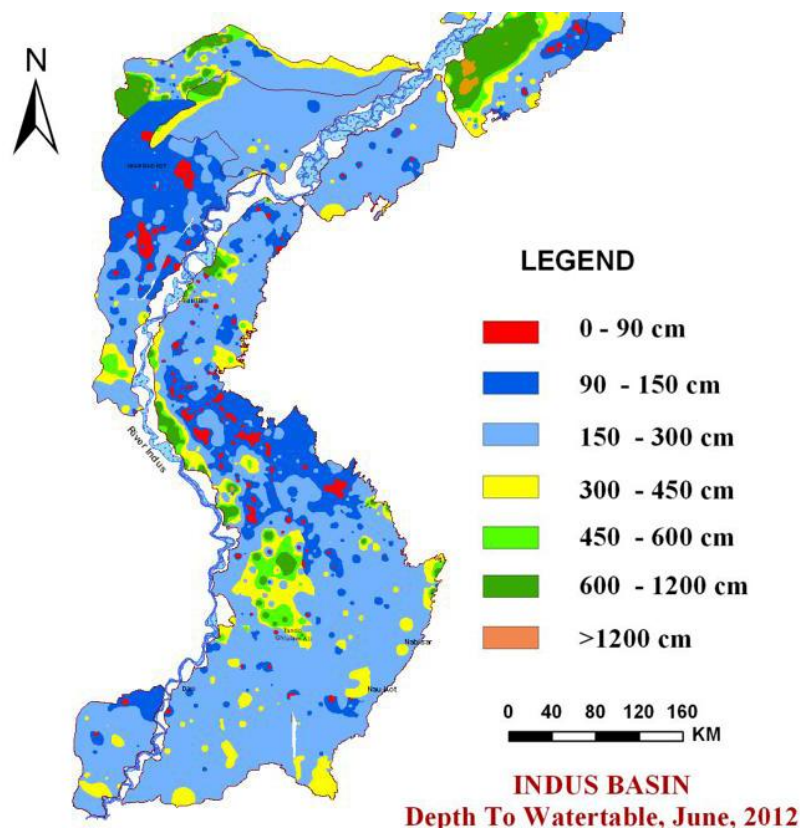 N
River Indus
Nabisar
Nau Kot
LEGEND
0 - 90 cm
90 - 150 cm
150 - 300 cm
300 - 450 cm
450 - 600 cm
600 - 1200 cm
>1200 cm
0 40 80 120 160
KM
INDUS BASIN
Depth To Watertable, June, 2012